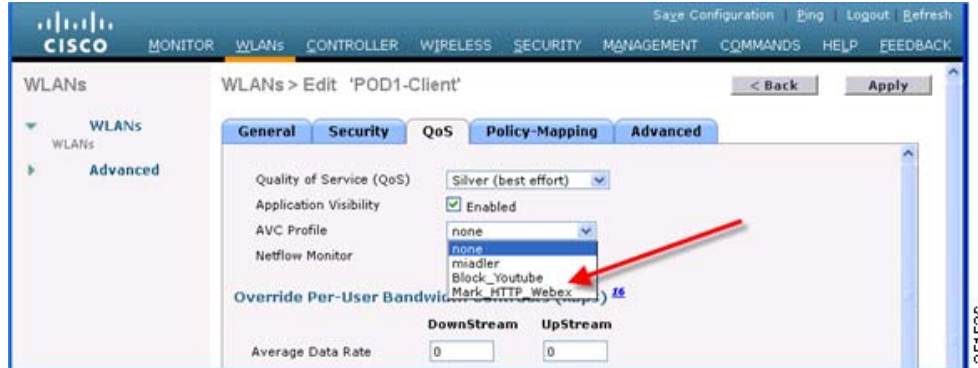 Save Configuration Ping Logout Refresh
CISCO MONITOR WLANs CONTROLLER WIRELESS SECURITY MANAGEMENT COMMANDS HELP FEEDBACK
WLANs WLANs > Edit 'POD1-Client' < Back Apply
WLANs
WLANs
Advanced
General Security QoS Policy-Mapping Advanced
Quality of Service (QoS) Silver (best effort)
Application Visibility Enabled
AVC Profile none
none
Netflow Monitor miadler
Block_Youtube
Mark_HTTP_Webex
Override Per-User 16
DownStream UpStream
Average Data Rate 0 0